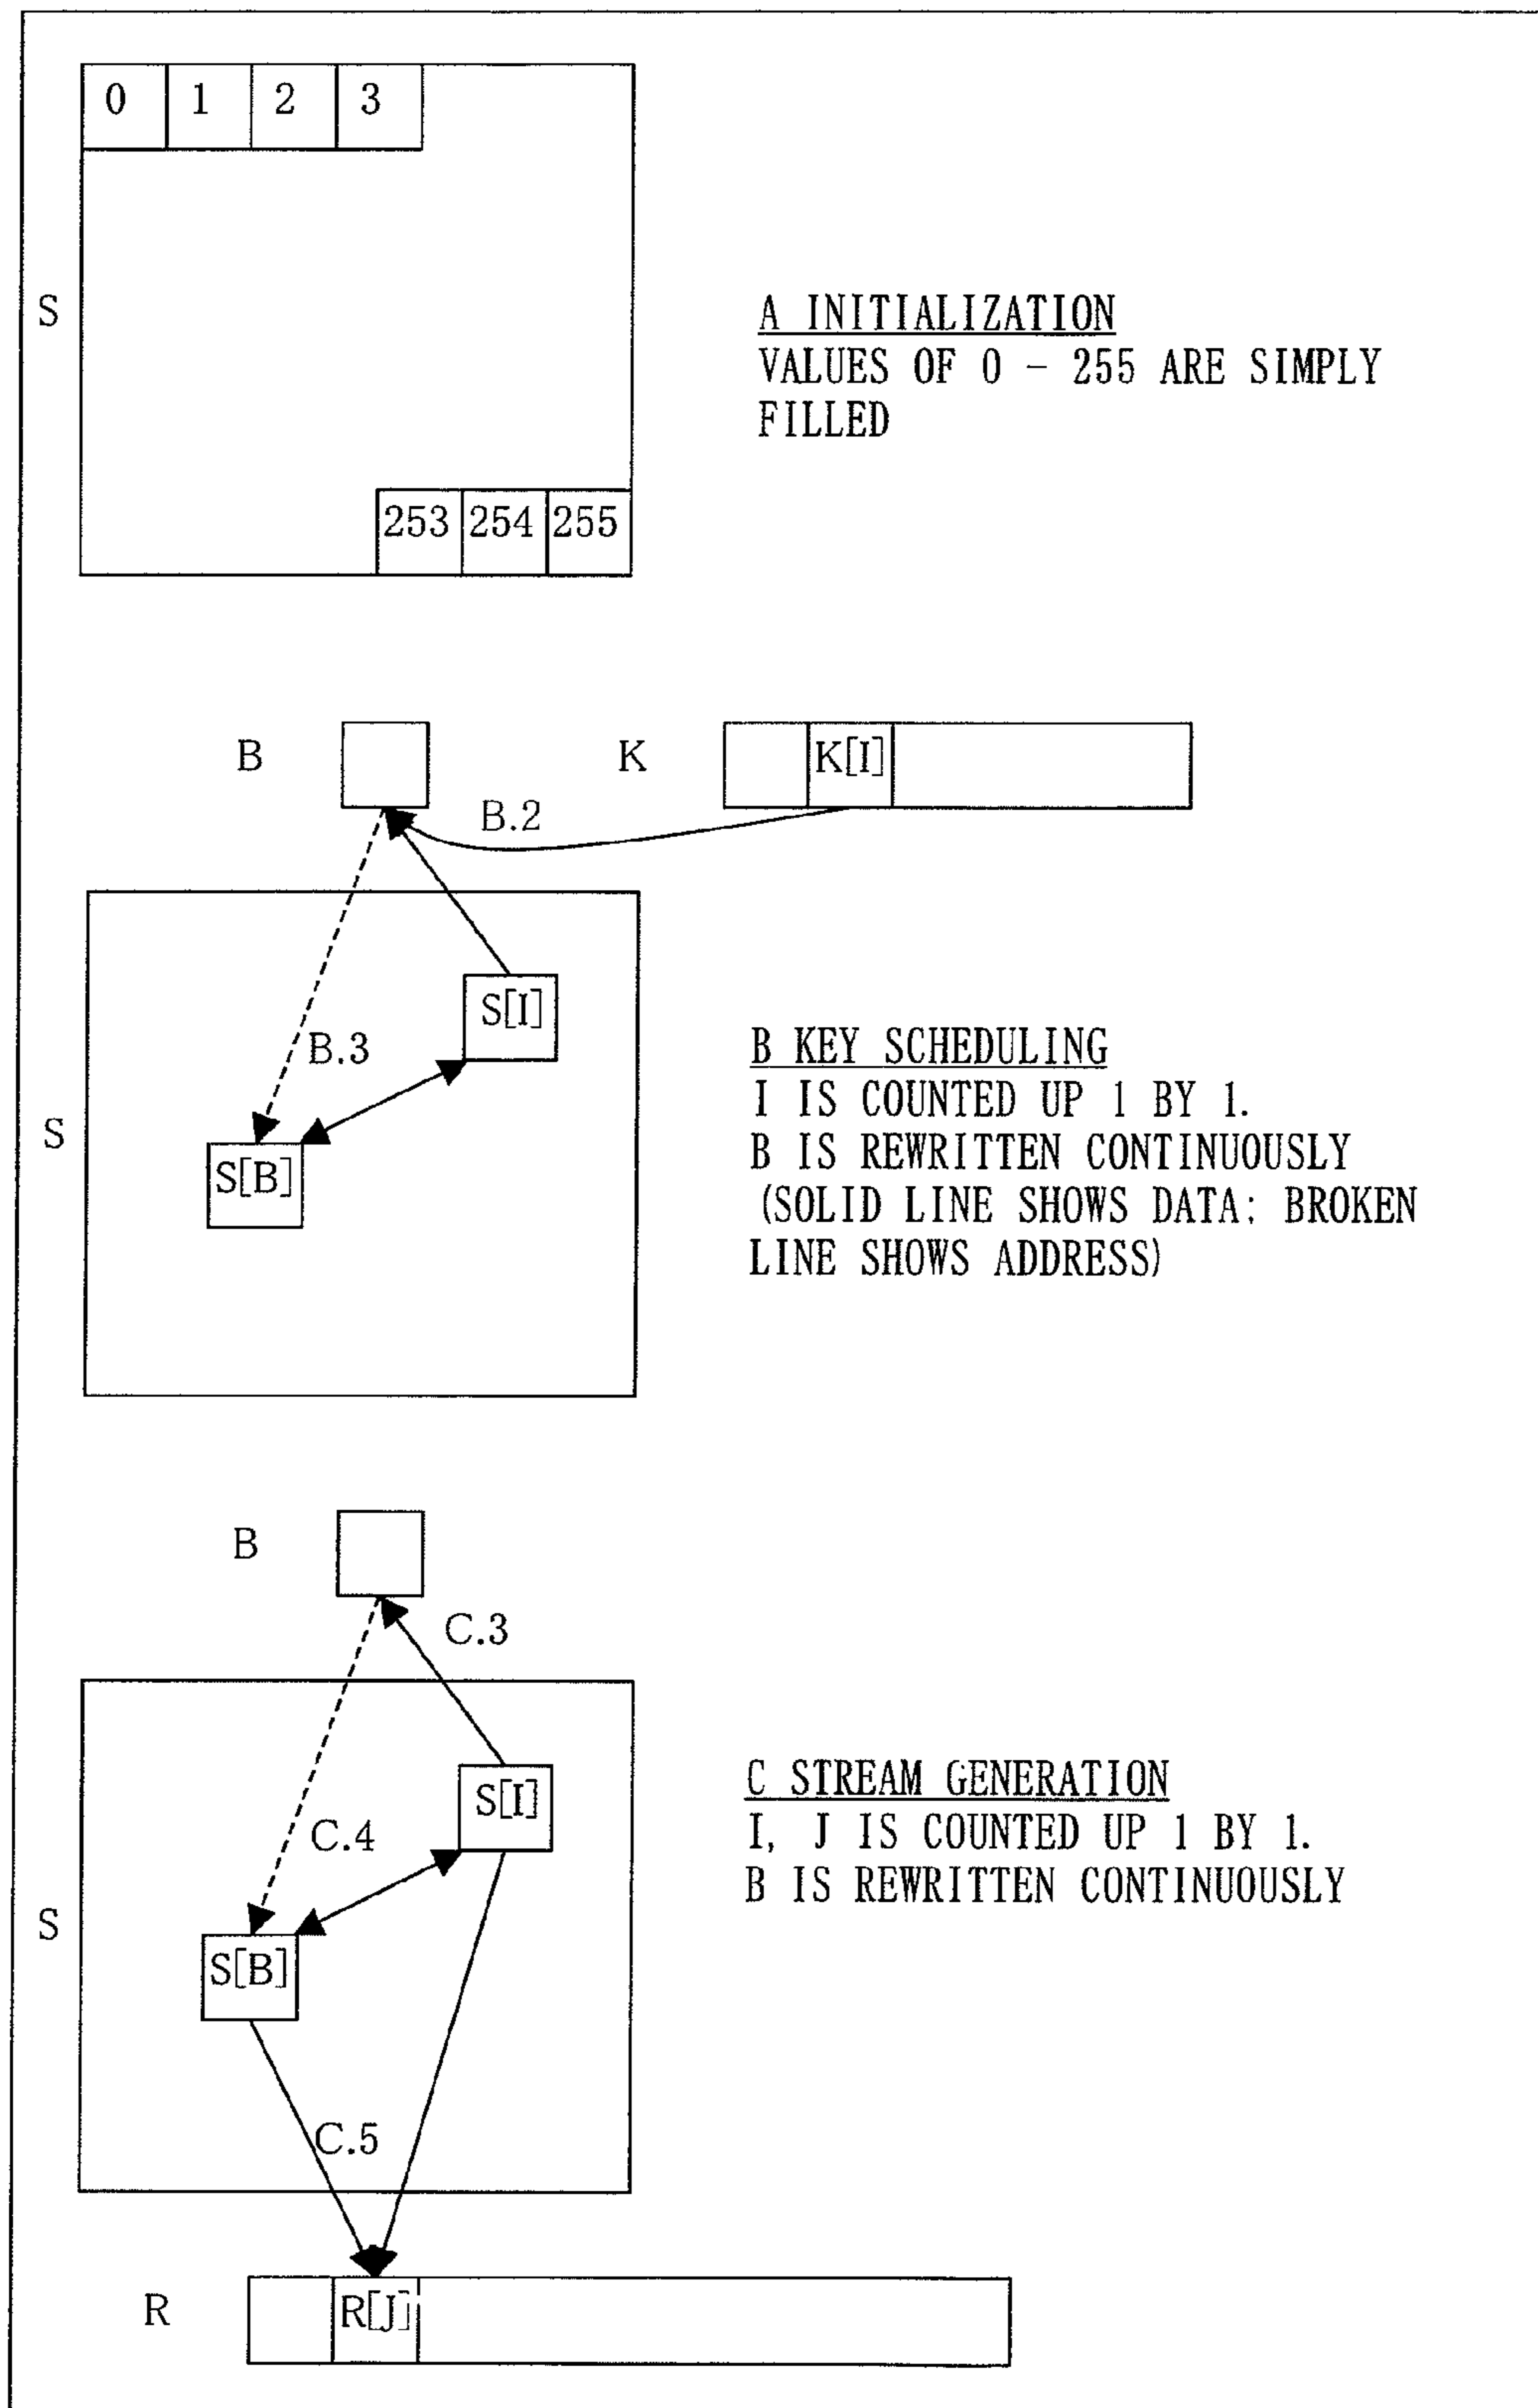 0 1 2 3
S
A INITIALIZATION
VALUES OF 0 - 255 ARE SIMPLY
FILLED
253 254 255
B
K
K[I]
B.2
S[I]
B.3
S
S[B]
B KEY SCHEDULING
I IS COUNTED UP 1 BY 1.
B IS REWRITTEN CONTINUOUSLY
(SOLID LINE SHOWS DATA; BROKEN
LINE SHOWS ADDRESS)
B
C.3
S[I]
C.4
S
S[B]
C STREAM GENERATION
I, J IS COUNTED UP 1 BY 1.
B IS REWRITTEN CONTINUOUSLY
C.5
R
R[J]